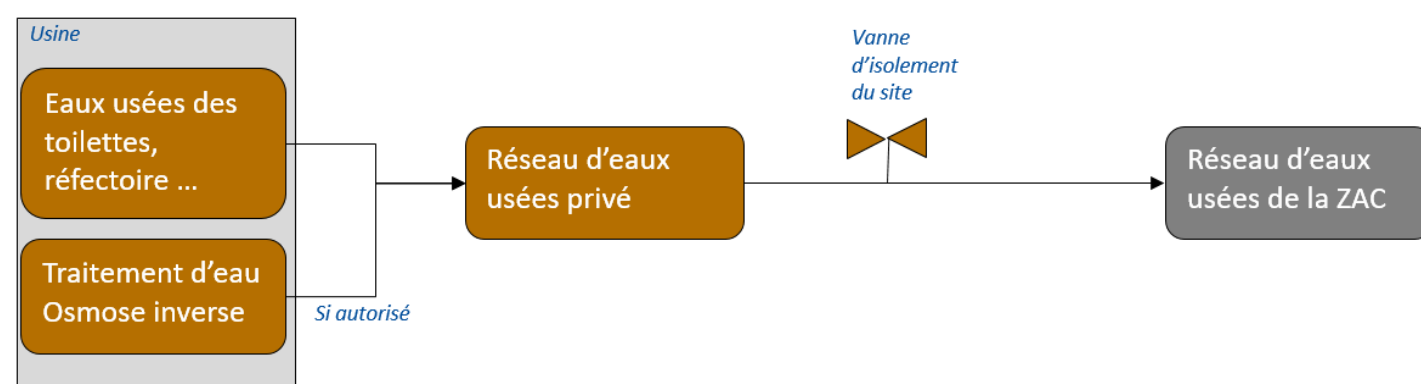 Usine
Eaux usées des
toilettes,
réfectoire ...
Traitement d’eau
Osmose inverse
Si autorisé
Réseau d’eaux
usées privé
Vanne
d’isolement
du site
Réseau d’eaux
usées de la ZAC